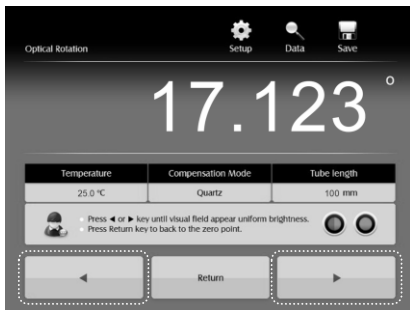 Optical Rotation
Setup
Data
Save
17.123 °
Temperature
Compensation Mode
Tube length
25.0 ℃
Quartz
100 mm
Press ◄ or ► key until visual field appear uniform brightness.
Press Return key to back to the zero point.
◄
Return
►